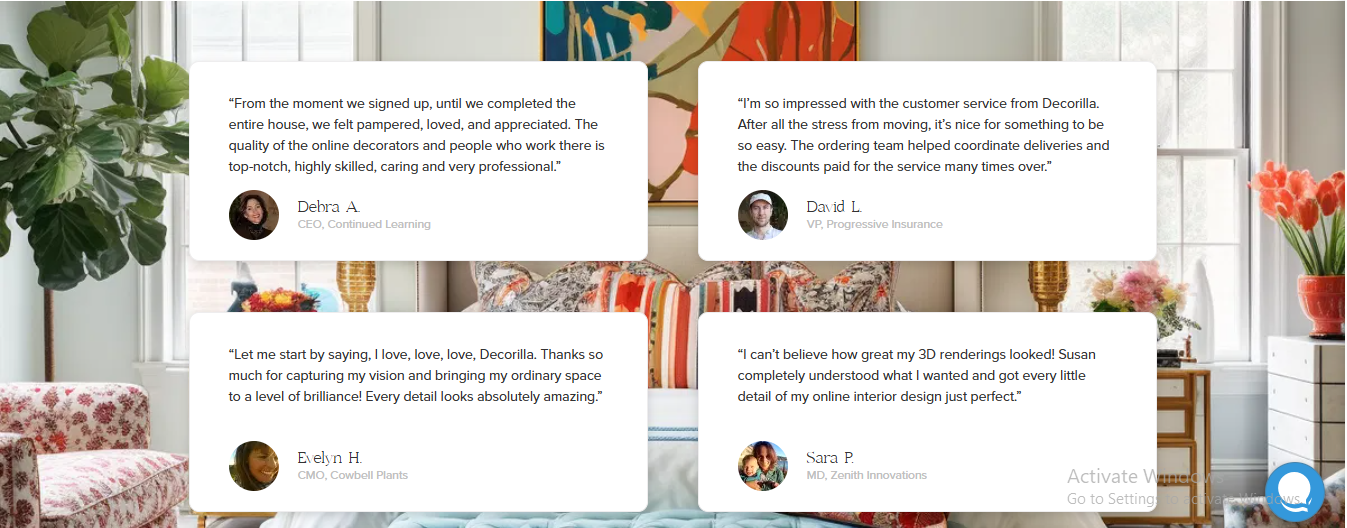 “From the moment we signed up, until we completed the
entire house, we felt pampered, loved, and appreciated. The
quality of the online decorators and people who work there is
top-notch, highly skilled, caring and very professional.”
Debra A.
CEO, Continued Learning
“I’m so impressed with the customer service from Decorilla.
After all the stress from moving, it’s nice for something to be
so easy. The ordering team helped coordinate deliveries and
the discounts paid for the service many times over.”
David L.
VP, Progressive Insurance
“Let me start by saying, I love, love, love, Decorilla. Thanks so
much for capturing my vision and bringing my ordinary space
to a level of brilliance! Every detail looks absolutely amazing.”
Evelyn H.
CMO, Cowbell Plants
“I can’t believe how great my 3D renderings looked! Susan
completely understood what I wanted and got every little
detail of my online interior design just perfect.”
Sara P.
MD, Zenith Innovations
Activate Windows
Go to Settings to activate Windows.